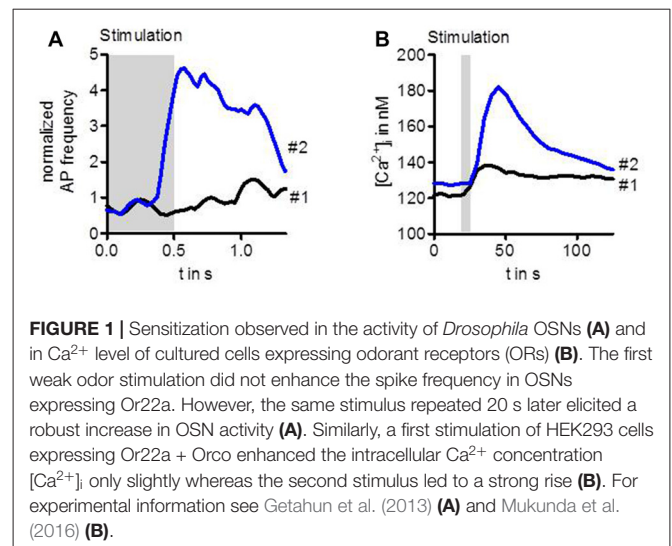 A
Stimulation
5
4
3
2
1
0
normalized
AP frequency
#2
#1
0.0 0.5 1.0
t in s
B
Stimulation
200
180
160
140
120
100
[Ca²⁺]ᵢ in nM
#2
#1
0 50 100
t in s
FIGURE 1 | Sensitization observed in the activity of Drosophila OSNs (A) and
in Ca²⁺ level of cultured cells expressing odorant receptors (ORs) (B). The first
weak odor stimulation did not enhance the spike frequency in OSNs
expressing Or22a. However, the same stimulus repeated 20 s later elicited a
robust increase in OSN activity (A). Similarly, a first stimulation of HEK293 cells
expressing Or22a + Orco enhanced the intracellular Ca²⁺ concentration
[Ca²⁺]ᵢ only slightly whereas the second stimulus led to a strong rise (B). For
experimental information see Getahun et al. (2013) (A) and Mukunda et al.
(2016) (B).